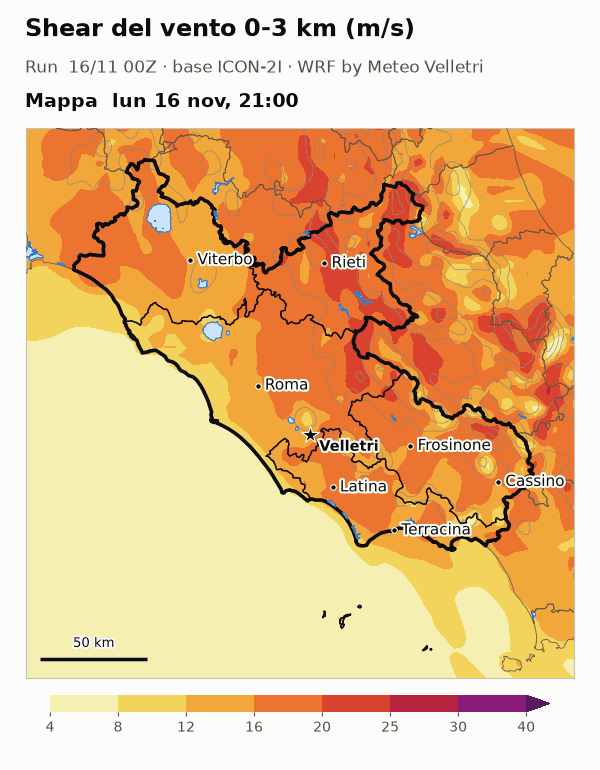 Shear del vento 0-3 km (m/s)
Run 16/11 00Z · base ICON-2I · WRF by Meteo Velletri
Mappa lun 16 nov, 21:00
Viterbo
Rieti
Roma
Velletri
Frosinone
Cassino
Latina
Terracina
50 km
4 8 12 16 20 25 30 40